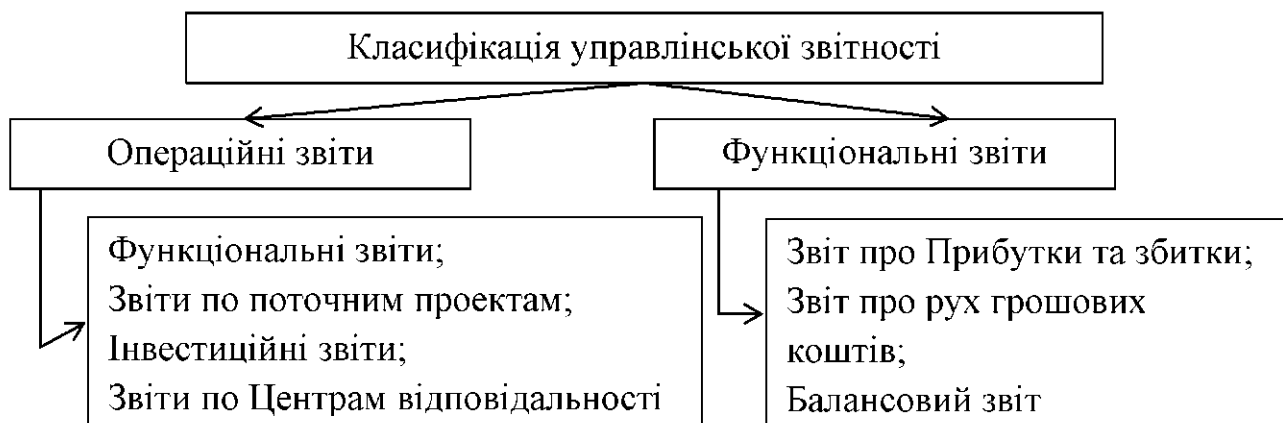 Класифікація управлінської звітності
Операційні звіти
Функціональні звіти
Функціональні звіти;
Звіти по поточним проектам;
Інвестиційні звіти;
Звіти по Центрам відповідальності
Звіт про Прибутки та збитки;
Звіт про рух грошових
коштів;
Балансовий звіт